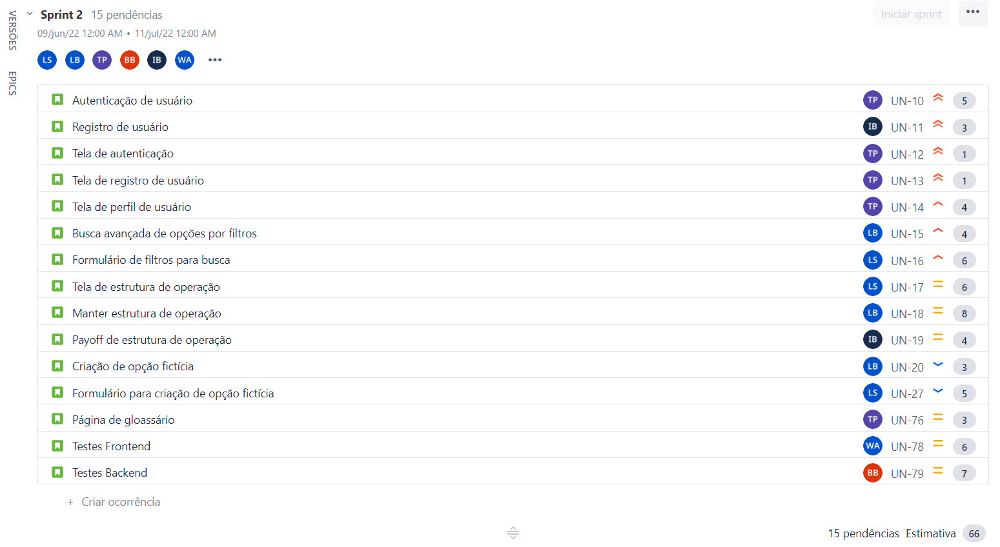 VERSÕES
EPICS
Sprint 2 15 pendências
Iniciar sprint
09/jun/22 12:00 AM • 11/jul/22 12:00 AM
LS LB TP BB IB WA
Autenticação de usuário TP UN-10 5
Registro de usuário IB UN-11 3
Tela de autenticação TP UN-12 1
Tela de registro de usuário TP UN-13 1
Tela de perfil de usuário TP UN-14 4
Busca avançada de opções por filtros LB UN-15 4
Formulário de filtros para busca LS UN-16 6
Tela de estrutura de operação LS UN-17 6
Manter estrutura de operação LB UN-18 8
Payoff de estrutura de operação IB UN-19 4
Criação de opção fictícia LB UN-20 3
Formulário para criação de opção fictícia LS UN-27 5
Página de gloassário TP UN-76 3
Testes Frontend WA UN-78 6
Testes Backend BB UN-79 7
+ Criar ocorrência
15 pendências Estimativa 66